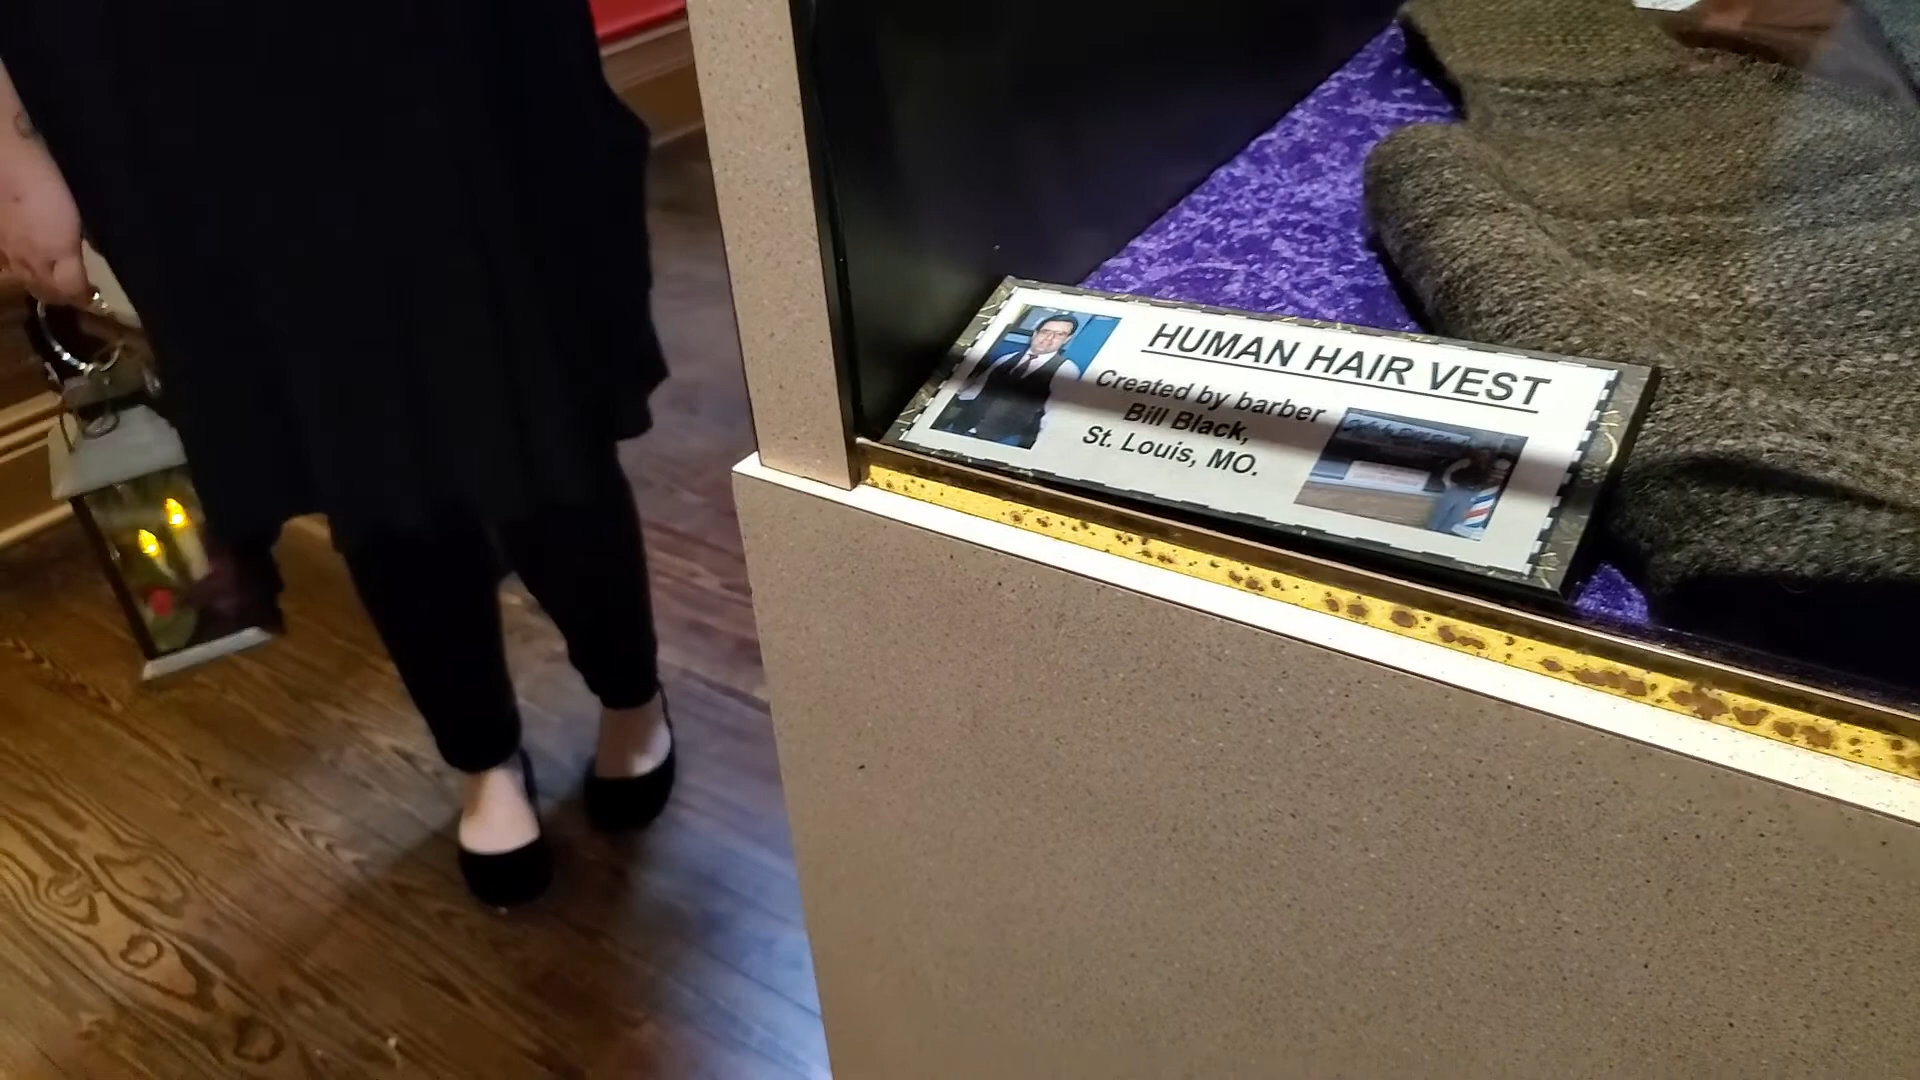 HUMAN HAIR VEST
Created by barber
Bill Black,
St. Louis, MO.